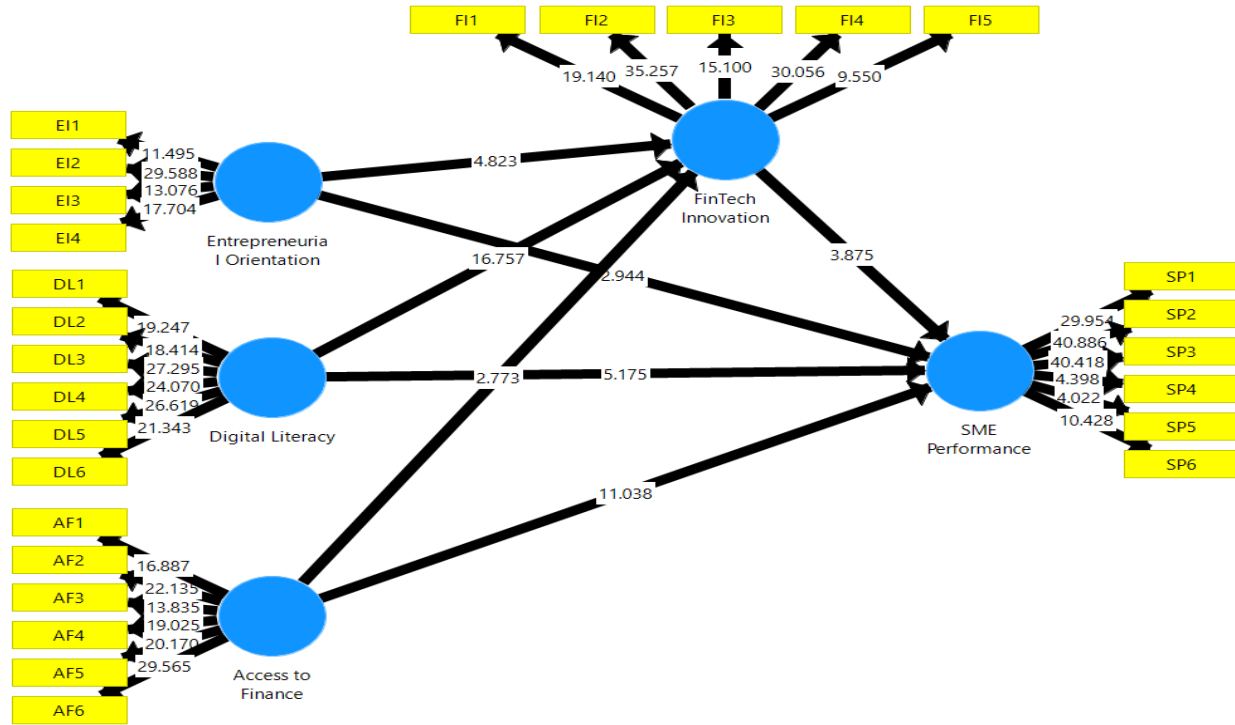 FI1
FI2
FI3
FI4
FI5
19.140
35.257
15.100
30.056
9.550
EI1
EI2
EI3
EI4
11.495
29.588
13.076
17.704
Entrepreneuria
l Orientation
4.823
FinTech
Innovation
DL1
DL2
DL3
DL4
DL5
DL6
19.247
18.414
27.295
24.070
26.619
21.343
Digital Literacy
16.757
2.944
3.875
2.773
5.175
SME
Performance
SP1
SP2
SP3
SP4
SP5
SP6
29.954
40.886
40.418
4.398
4.022
10.428
AF1
AF2
AF3
AF4
AF5
AF6
16.887
22.135
13.835
19.025
20.170
29.565
Access to
Finance
11.038